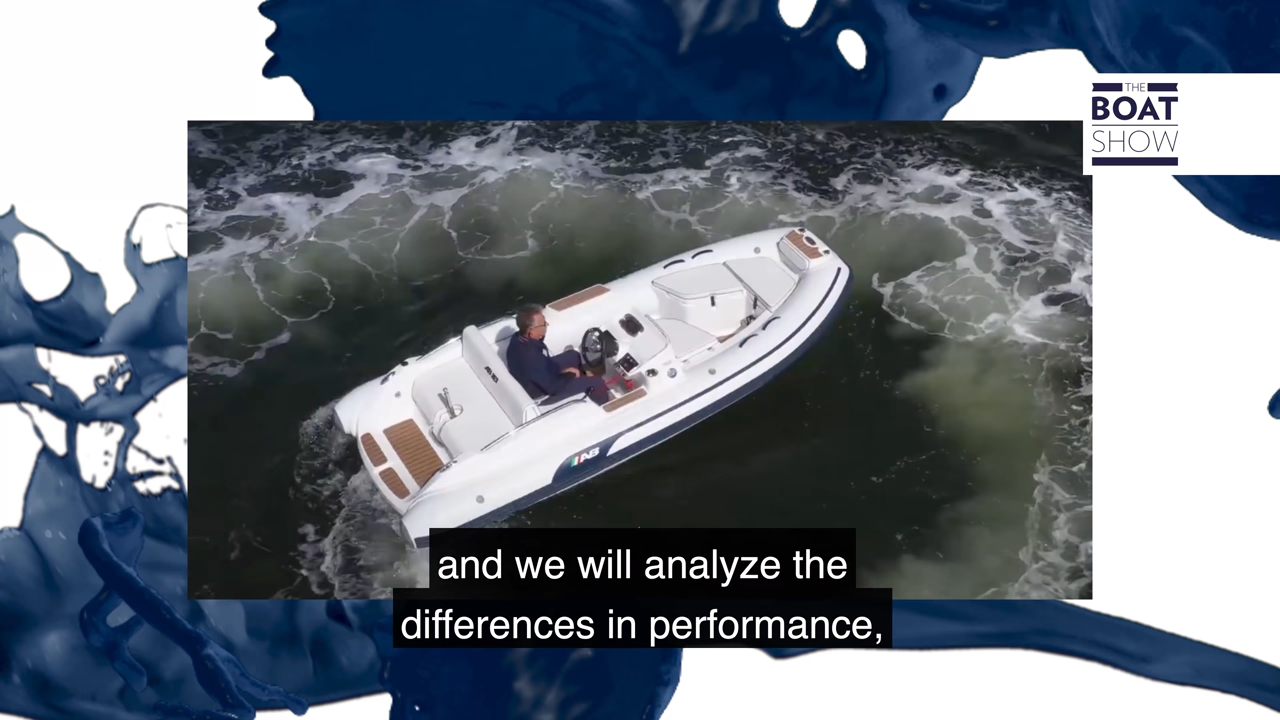 THE
BOAT
SHOW
AB
and we will analyze the
differences in performance,